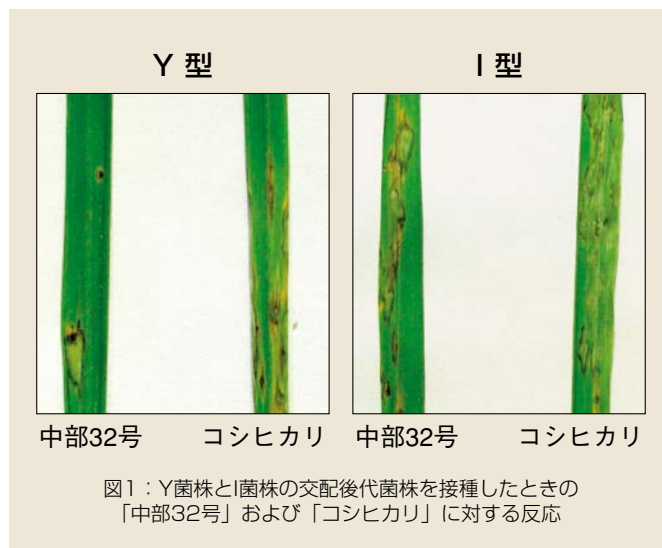 Y 型
I 型
中部32号
コシヒカリ
中部32号
コシヒカリ
図1：Y菌株とI菌株の交配後代菌株を接種したときの
「中部32号」および「コシヒカリ」に対する反応